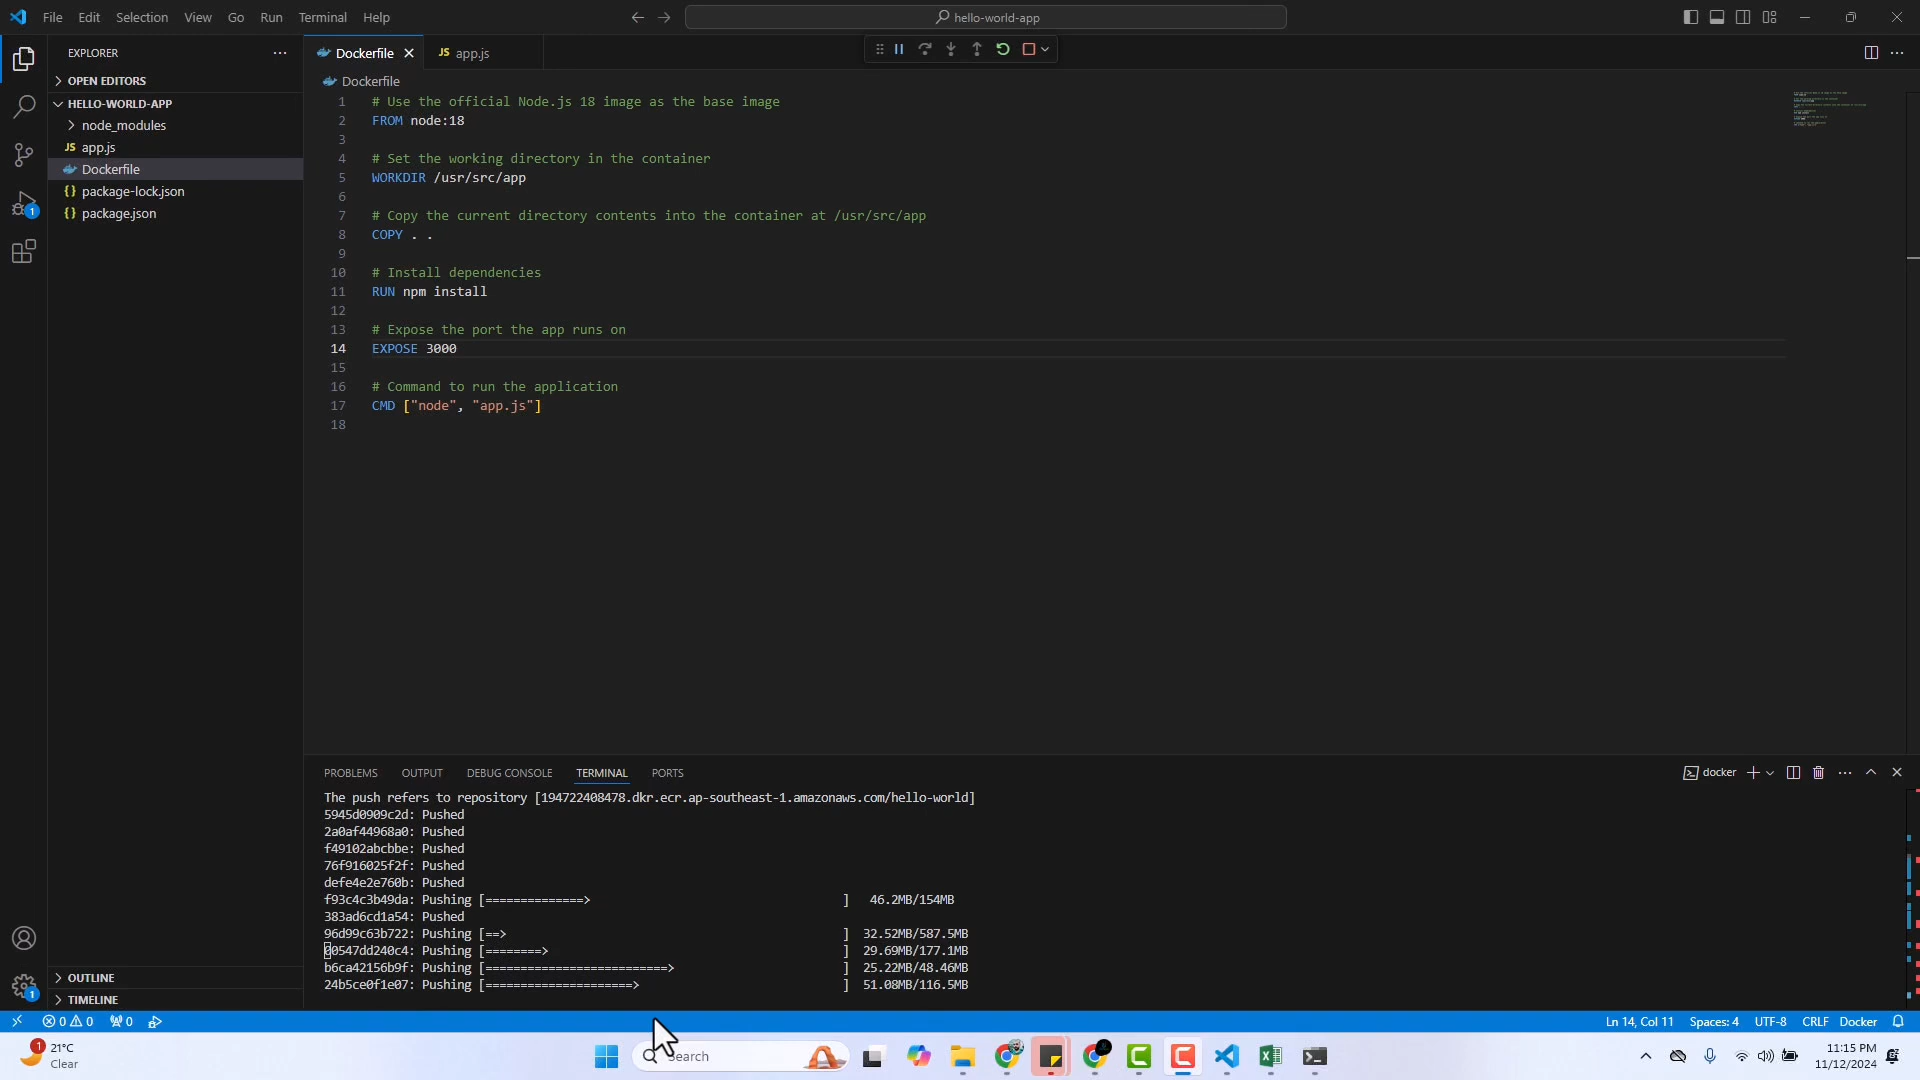 File Edit Selection View Go Run Terminal Help
hello-world-app
EXPLORER
OPEN EDITORS
HELLO-WORLD-APP
node_modules
JS app.js
Dockerfile
{} package-lock.json
{} package.json
OUTLINE
TIMELINE
1
1
Dockerfile
JS app.js
Dockerfile
1 # Use the official Node.js 18 image as the base image
2 FROM node:18
3
4 # Set the working directory in the container
5 WORKDIR /usr/src/app
6
7 # Copy the current directory contents into the container at /usr/src/app
8 COPY . .
9
10 # Install dependencies
11 RUN npm install
12
13 # Expose the port the app runs on
14 EXPOSE 3000
15
16 # Command to run the application
17 CMD ["node", "app.js"]
18
PROBLEMS OUTPUT DEBUG CONSOLE TERMINAL PORTS
docker
The push refers to repository [194722408478.dkr.ecr.ap-southeast-1.amazonaws.com/hello-world]
5945d0909c2d: Pushed
2a0af44968a0: Pushed
f49102abcbbe: Pushed
76f916025f2f: Pushed
defe4e2e760b: Pushed
f93c4c3b49da: Pushing [==============> ] 46.2MB/154MB
383ad6cd1a54: Pushed
96d99c63b722: Pushing [==> ] 32.52MB/587.5MB
00547dd240c4: Pushing [========> ] 29.69MB/177.1MB
b6ca42156b9f: Pushing [==========================> ] 25.22MB/48.46MB
24b5ce0f1e07: Pushing [=====================> ] 51.08MB/116.5MB
0 0 0
Ln 14, Col 11 Spaces: 4 UTF-8 CRLF Docker
1
21°C
Clear
Search
11:15 PM
11/12/2024